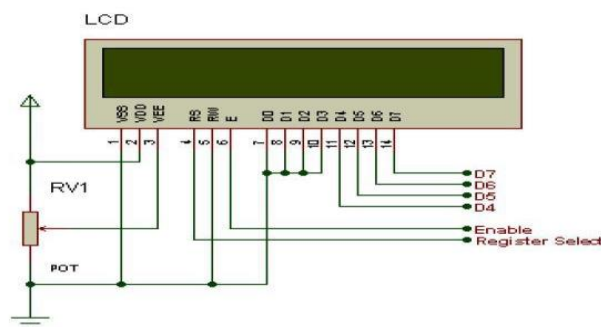 LCD
VSS VDD VEE RS RW E D0 D1 D2 D3 D4 D5 D6 D7
1 2 3 4 5 6 7 8 9 10 11 12 13 14
D7
D6
D5
D4
RV1
Enable
Register Select
POT